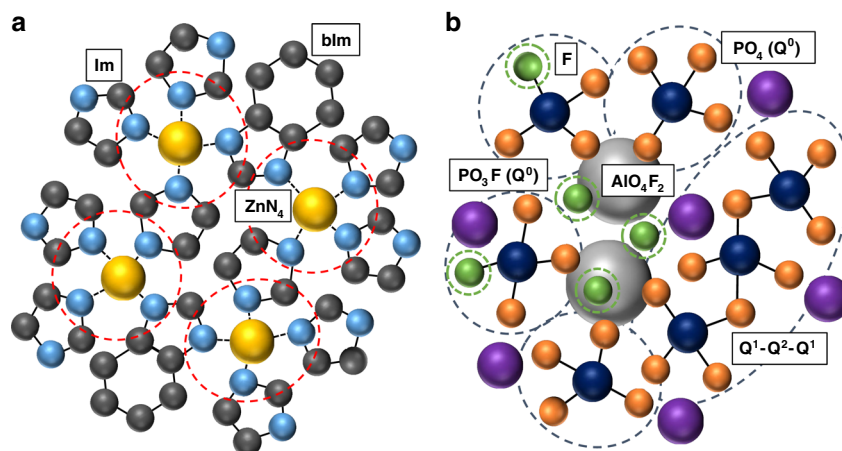 a
Im
bIm
ZnN₄
b
F
PO₄ (Q⁰)
PO₃F (Q⁰)
AlO₄F₂
Q¹-Q²-Q¹